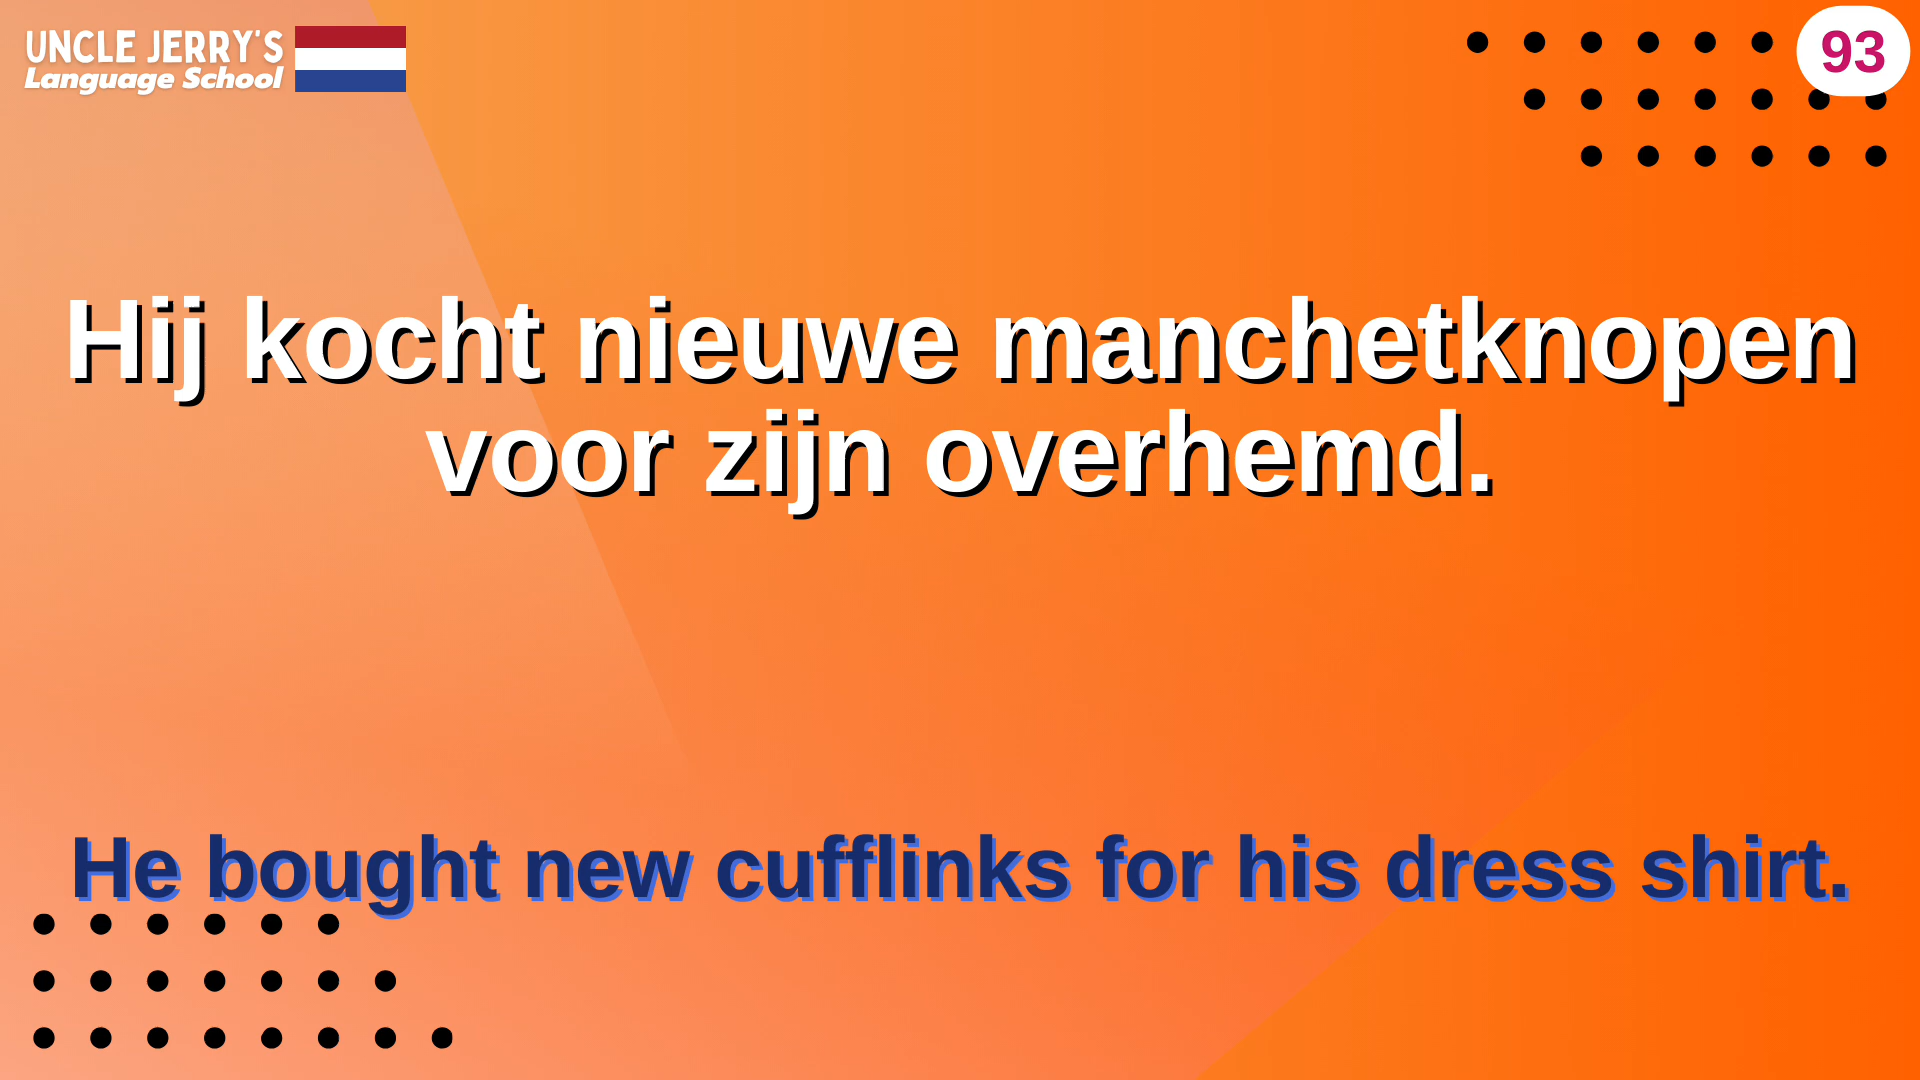 UNCLE JERRY'S
Language School
93
Hij kocht nieuwe manchetknopen
voor zijn overhemd.
He bought new cufflinks for his dress shirt.